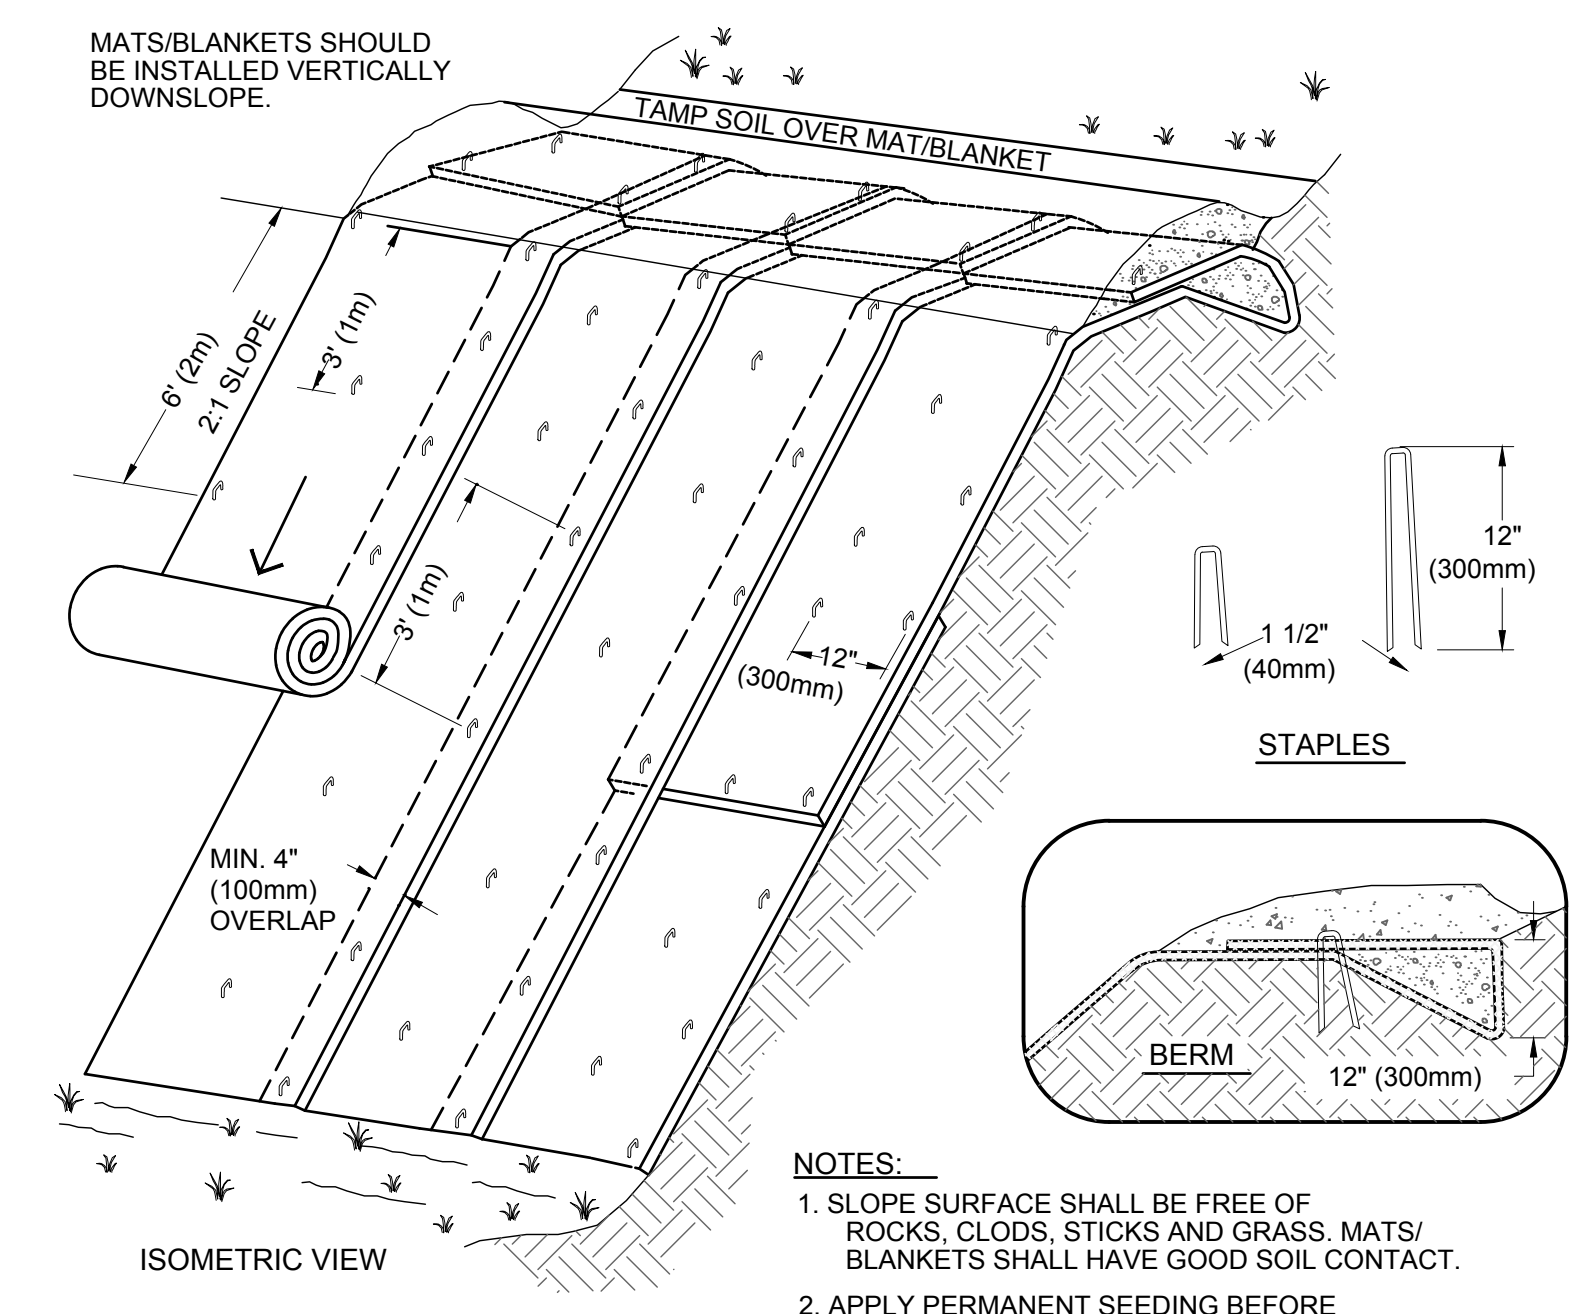 MATS/BLANKETS SHOULD
BE INSTALLED VERTICALLY
DOWNSLOPE.
TAMP SOIL OVER MAT/BLANKET
6' (2m)
2:1 SLOPE
3' (1m)
3' (1m)
12"
(300mm)
MIN. 4"
(100mm)
OVERLAP
12"
(300mm)
1 1/2"
(40mm)
STAPLES
BERM
12" (300mm)
ISOMETRIC VIEW
NOTES:
1. SLOPE SURFACE SHALL BE FREE OF
ROCKS, CLODS, STICKS AND GRASS. MATS/
BLANKETS SHALL HAVE GOOD SOIL CONTACT.
2. APPLY PERMANENT SEEDING BEFORE